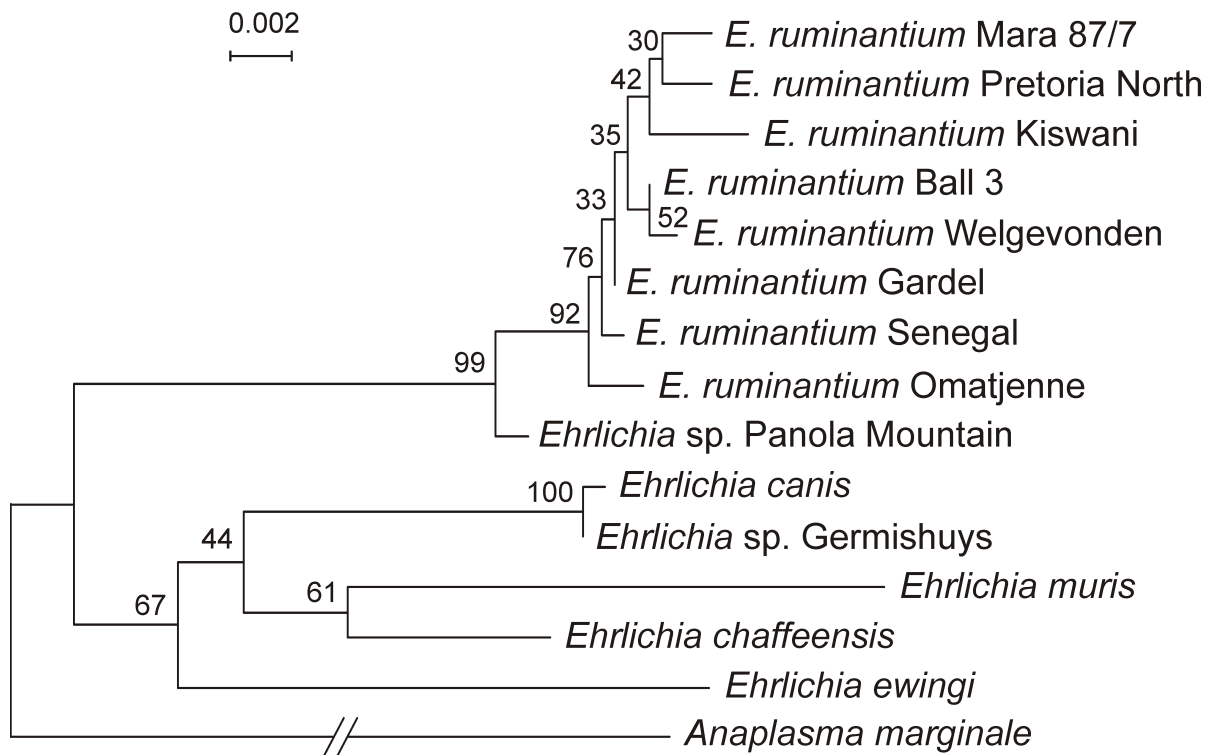 0.002
30
E. ruminantium Mara 87/7
42
E. ruminantium Pretoria North
35
E. ruminantium Kiswani
33
E. ruminantium Ball 3
52
E. ruminantium Welgevonden
76
E. ruminantium Gardel
92
E. ruminantium Senegal
99
E. ruminantium Omatjenne
Ehrlichia sp. Panola Mountain
100
Ehrlichia canis
44
Ehrlichia sp. Germishuys
61
Ehrlichia muris
67
Ehrlichia chaffeensis
Ehrlichia ewingi
Anaplasma marginale